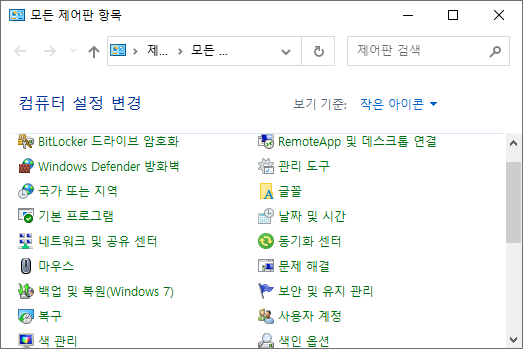 모든 제어판 항목
제... 모든 ... 제어판 검색
컴퓨터 설정 변경 보기 기준: 작은 아이콘
BitLocker 드라이브 암호화 RemoteApp 및 데스크톱 연결
Windows Defender 방화벽 관리 도구
국가 또는 지역 글꼴
기본 프로그램 날짜 및 시간
네트워크 및 공유 센터 동기화 센터
마우스 문제 해결
백업 및 복원(Windows 7) 보안 및 유지 관리
복구 사용자 계정
색 관리 색인 옵션